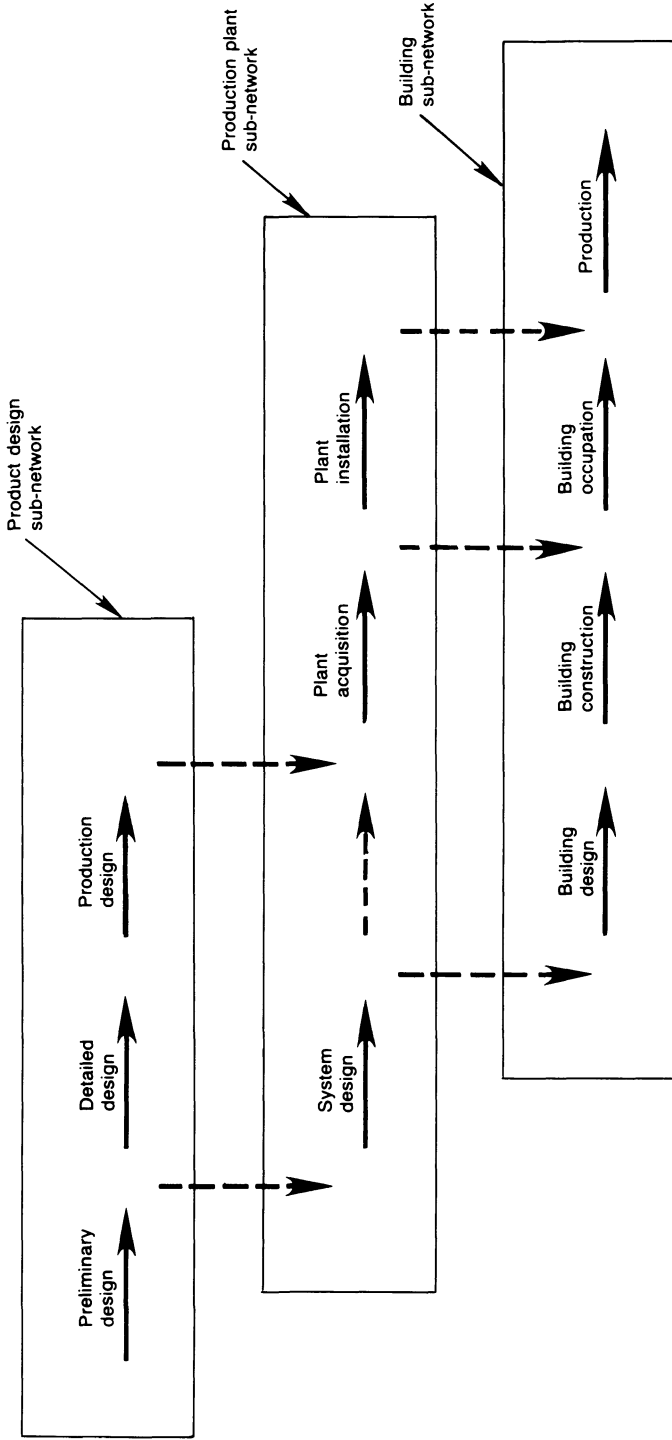 Product design
sub-network
Preliminary
design
Detailed
design
Production
design
Production plant
sub-network
System
design
Plant
acquisition
Plant
installation
Building
sub-network
Building
design
Building
construction
Building
occupation
Production